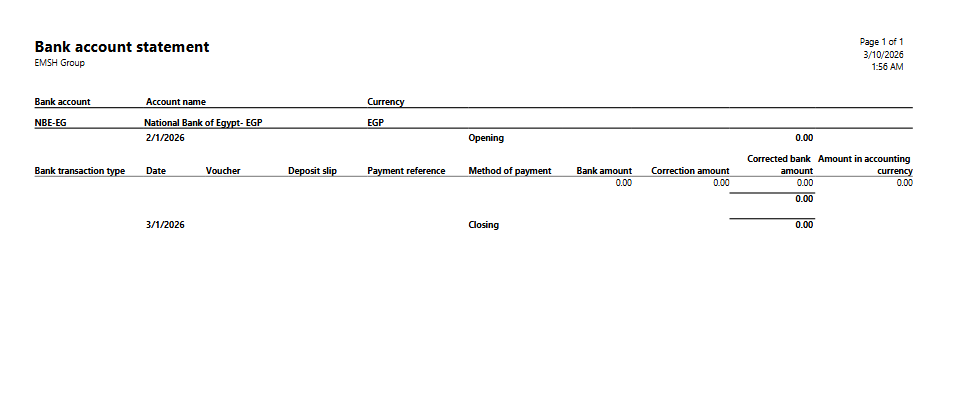 Bank account statement
EMSH Group
Page 1 of 1
3/10/2026
1:56 AM
Bank account Account name Currency
NBE-EG National Bank of Egypt- EGP EGP
2/1/2026 Opening 0.00
Bank transaction type Date Voucher Deposit slip Payment reference Method of payment Bank amount Correction amount Corrected bank amount Amount in accounting currency
0.00 0.00 0.00 0.00
0.00
3/1/2026 Closing 0.00